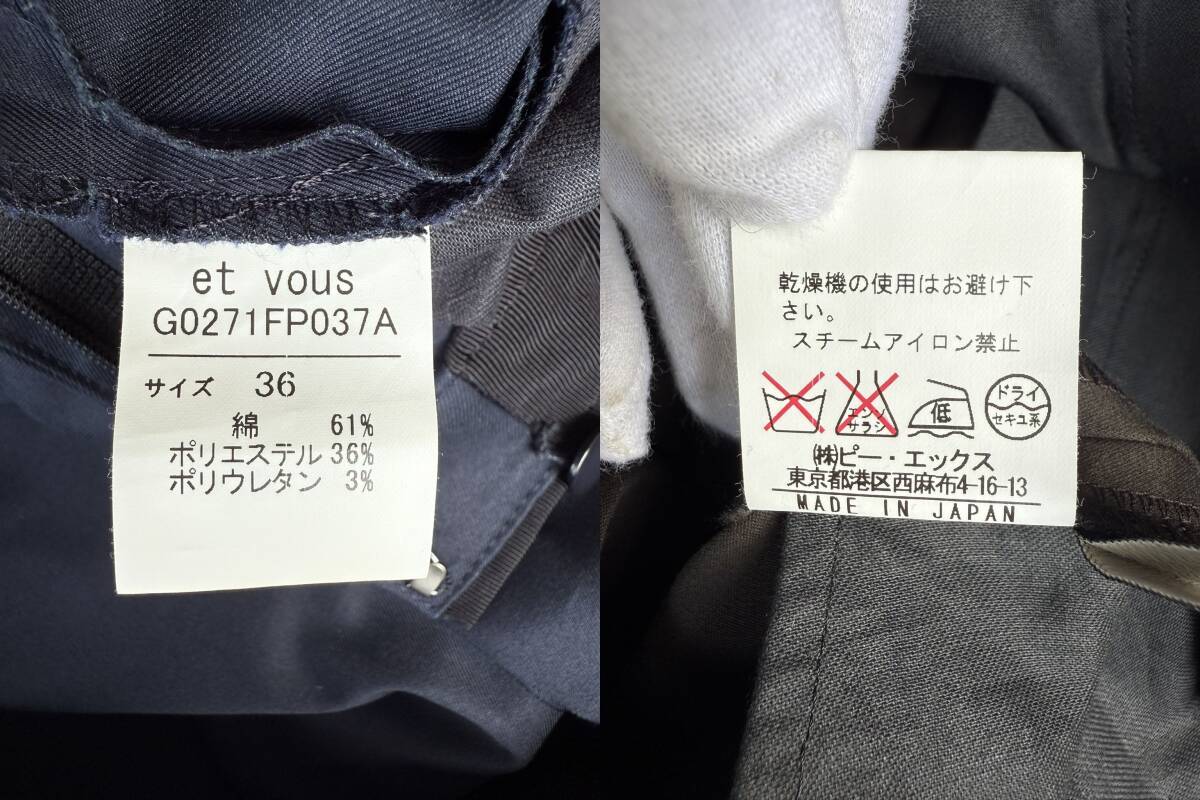 et vous
G0271FP037A
サイズ 36
綿 61%
ポリエステル 36%
ポリウレタン 3%
乾燥機の使用はお避け下
さい。
スチームアイロン禁止
エンソ
サラシ
低
ドライ
セキユ系
㈱ピー・エックス
東京都港区西麻布4-16-13
MADE IN JAPAN